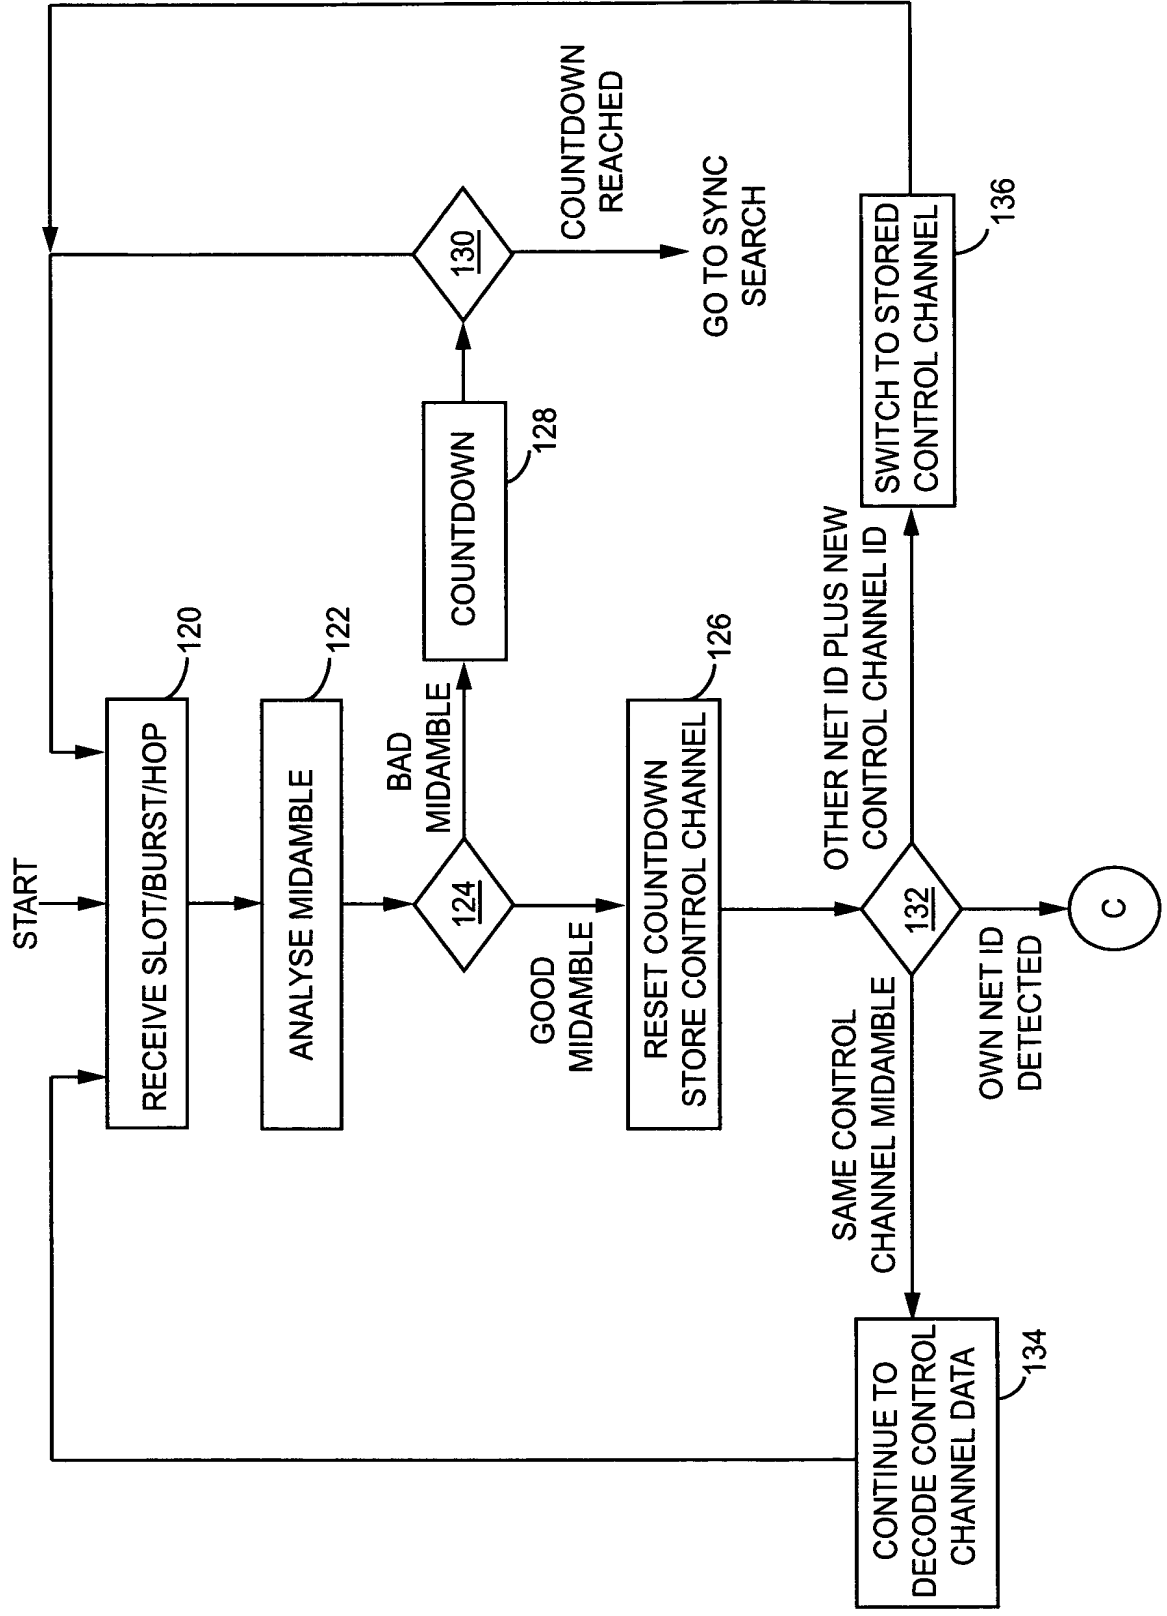 START
RECEIVE SLOT/BURST/HOP
120
ANALYSE MIDAMBLE
122
124
BAD
MIDAMBLE
COUNTDOWN
128
130
COUNTDOWN
REACHED
GO TO SYNC
SEARCH
GOOD
MIDAMBLE
RESET COUNTDOWN
STORE CONTROL CHANNEL
126
132
SAME CONTROL
CHANNEL MIDAMBLE
CONTINUE TO
DECODE CONTROL
CHANNEL DATA
134
OTHER NET ID PLUS NEW
CONTROL CHANNEL ID
SWITCH TO STORED
CONTROL CHANNEL
136
OWN NET ID
DETECTED
C